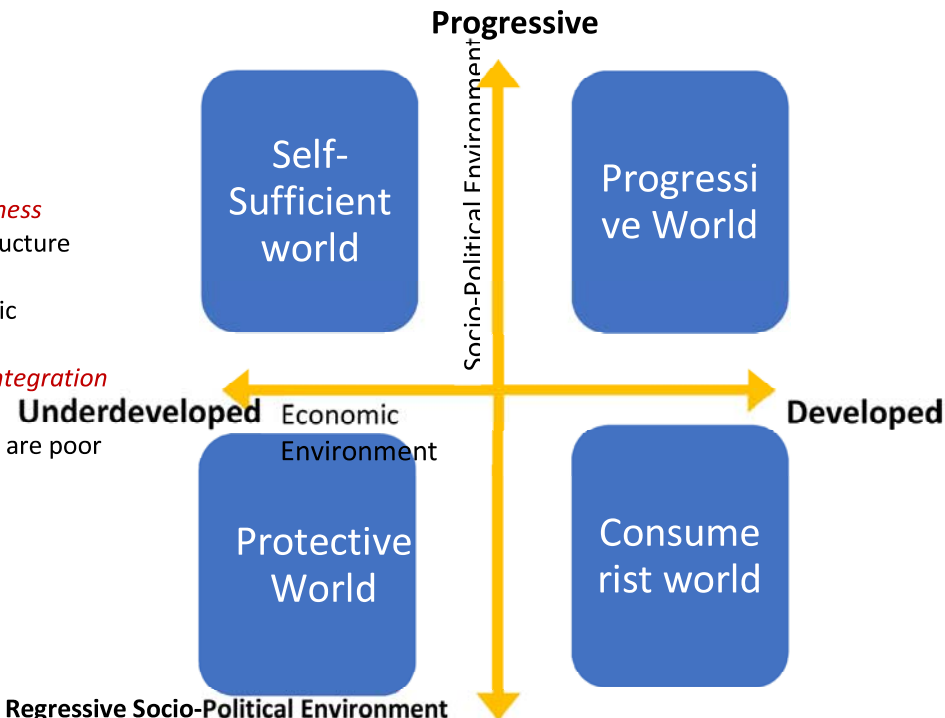 Progressive
Socio-Political Environment
Self-
Sufficient
world
Progressi
ve World
ness
ucture
ic
ntegration
Underdeveloped
Economic
Environment
Developed
are poor
Protective
World
Consume
rist world
Regressive Socio-Political Environment